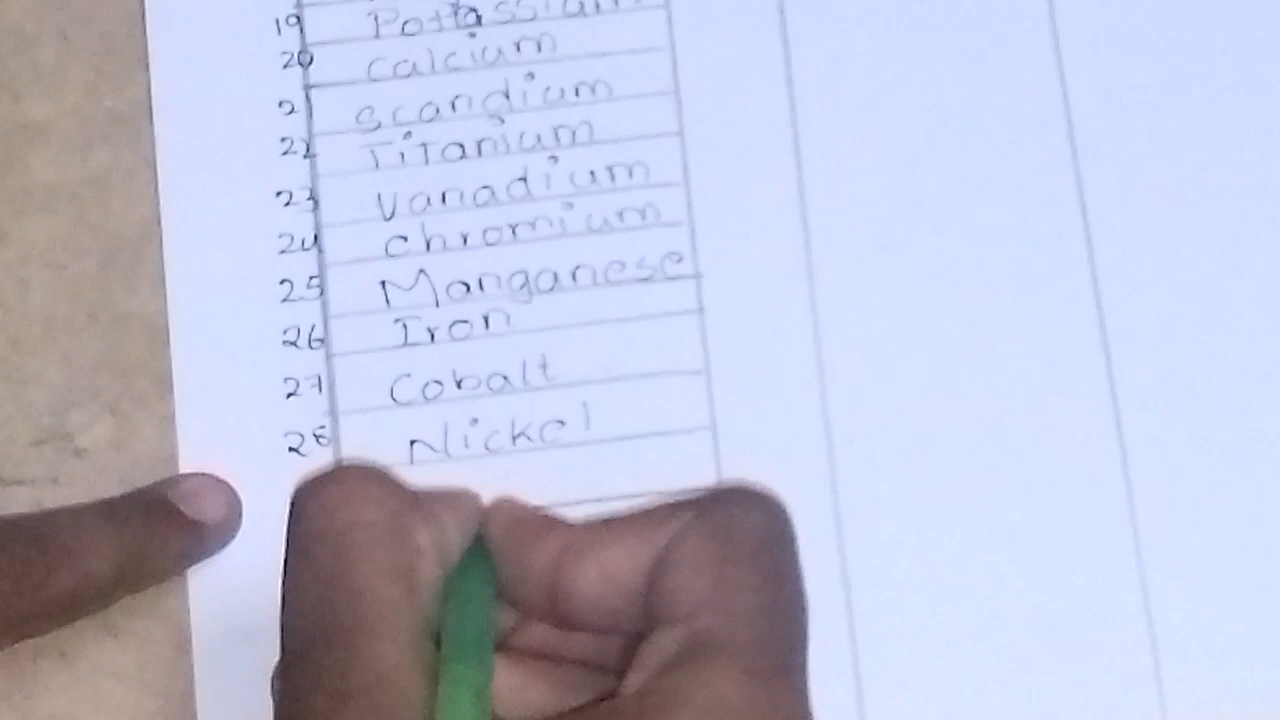 19 Pottassium
20 calcium
2 scandium
22 Titanium
23 vanadium
24 chromium
25 Manganese
26 Iron
27 Cobalt
28 Nickel